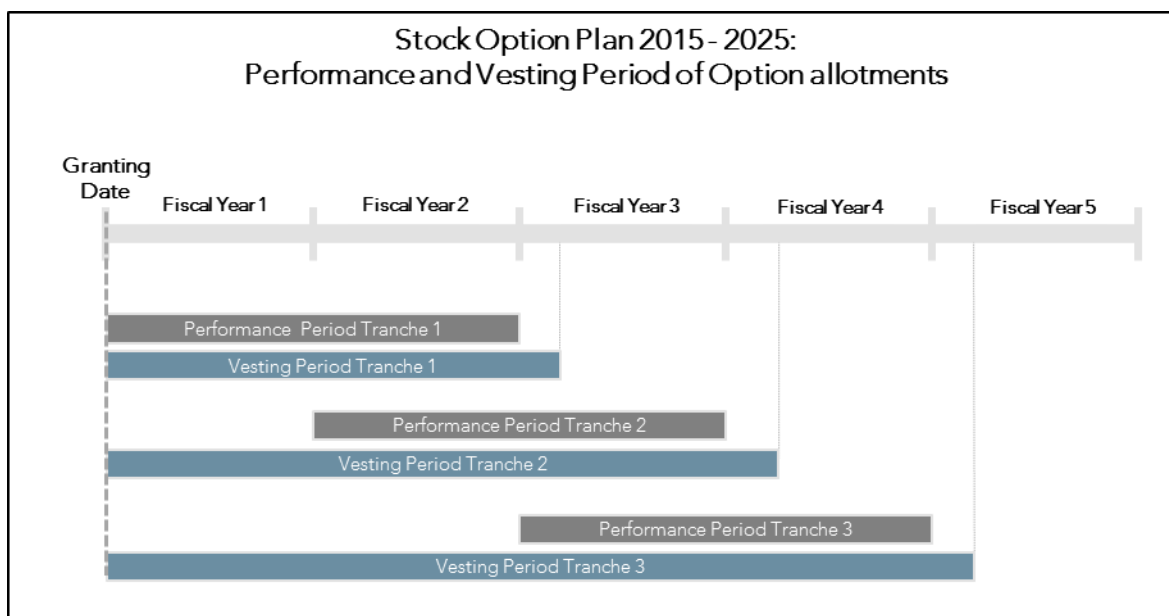 Stock Option Plan 2015 - 2025:
Performance and Vesting Period of Option allotments
Granting
Date
Fiscal Year 1
Fiscal Year 2
Fiscal Year 3
Fiscal Year 4
Fiscal Year 5
Performance Period Tranche 1
Vesting Period Tranche 1
Performance Period Tranche 2
Vesting Period Tranche 2
Performance Period Tranche 3
Vesting Period Tranche 3